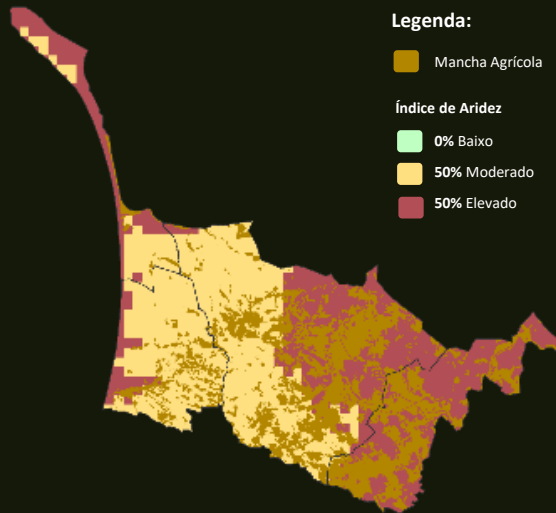 Legenda:
Mancha Agrícola
Índice de Aridez
0% Baixo
50% Moderado
50% Elevado